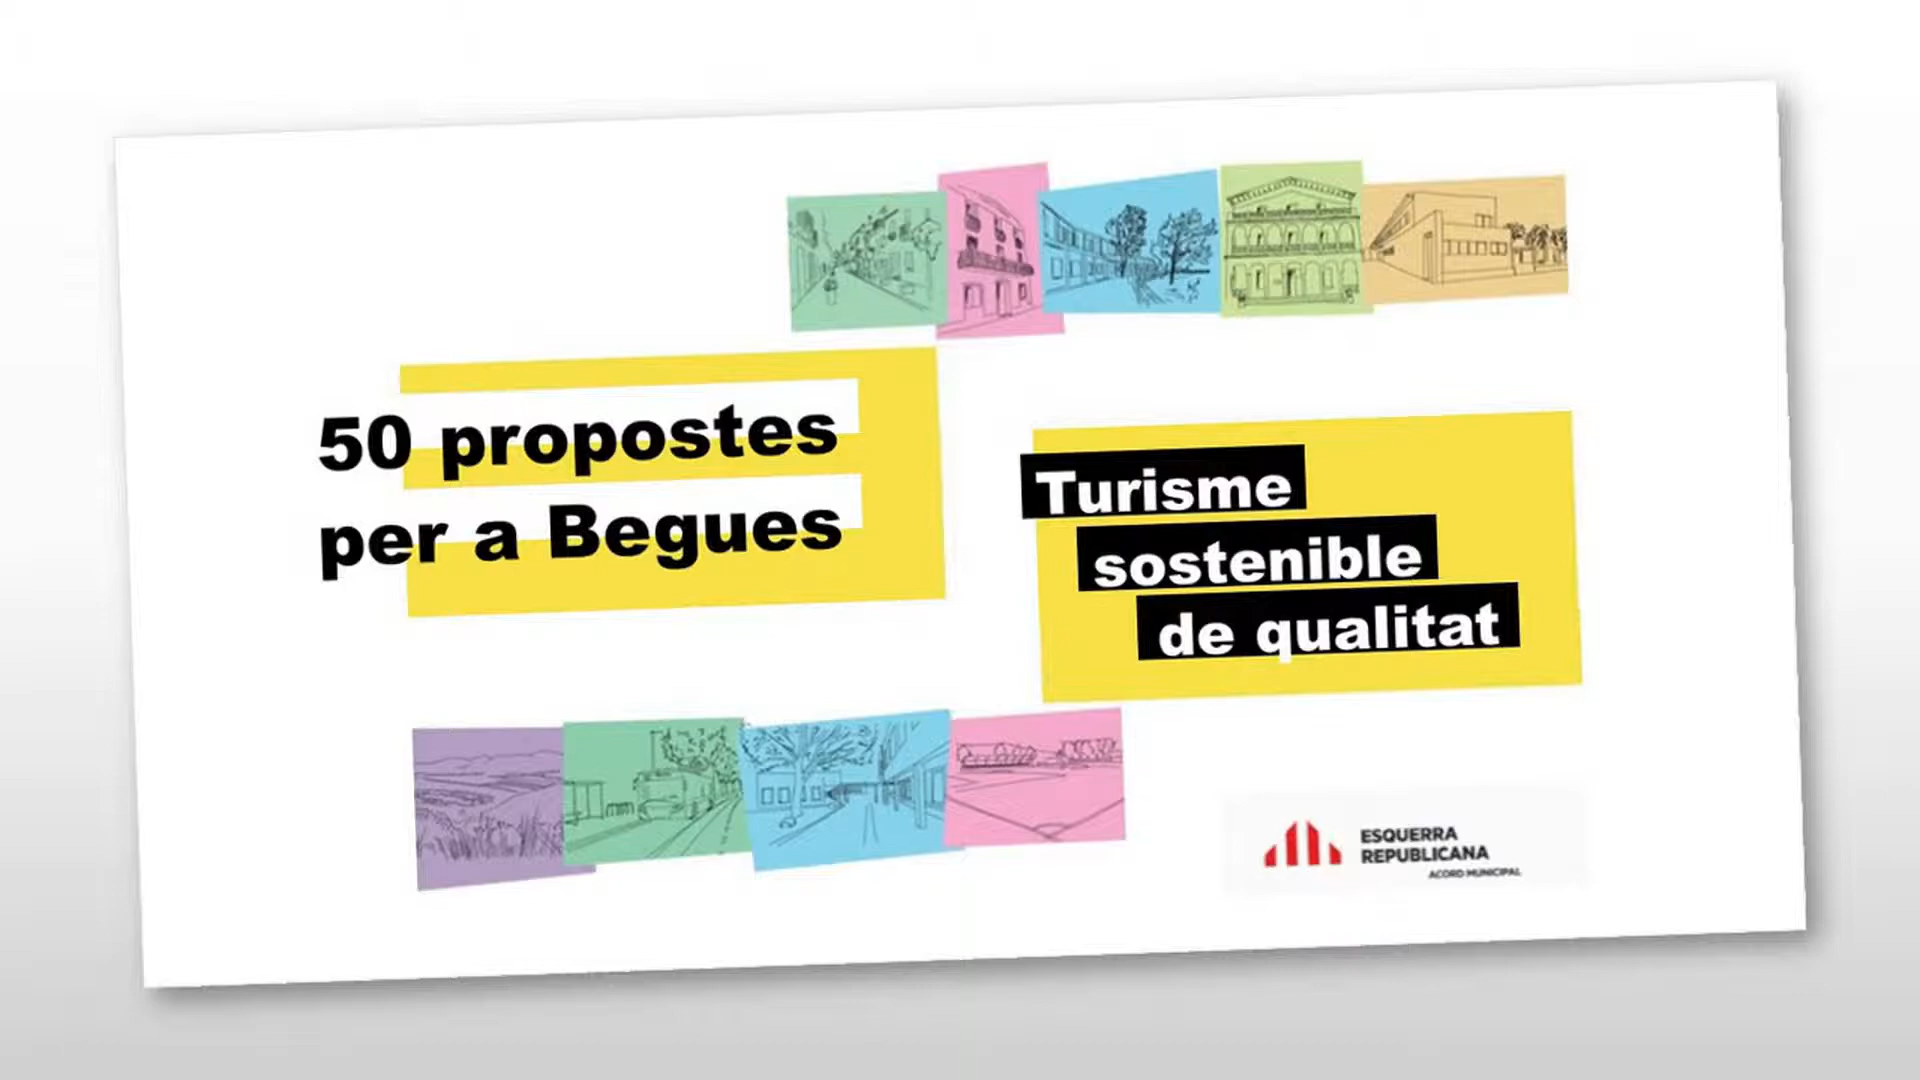 50 propostes
per a Begues
Turisme
sostenible
de qualitat
ESQUERRA
REPUBLICANA
ACORD MUNICIPAL